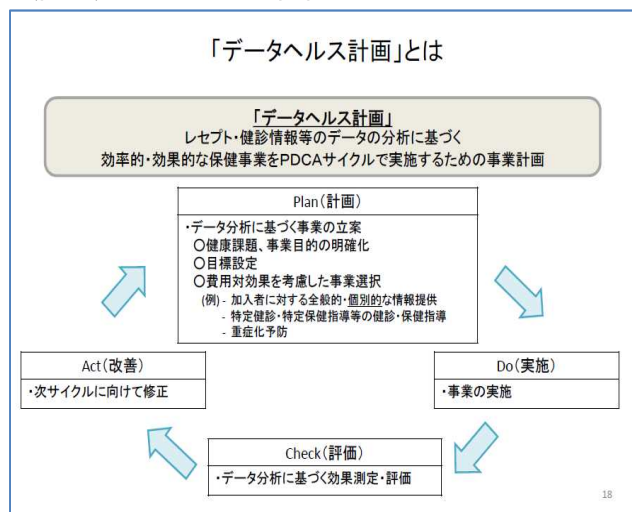 「データヘルス計画」とは
「データヘルス計画」
レセプト・健診情報等のデータの分析に基づく
効率的・効果的な保健事業をPDCAサイクルで実施するための事業計画
Plan(計画)
・データ分析に基づく事業の立案
○健康課題、事業目的の明確化
○目標設定
○費用対効果を考慮した事業選択
(例) - 加入者に対する全般的・個別的な情報提供
- 特定健診・特定保健指導等の健診・保健指導
- 重症化予防
Act(改善)
・次サイクルに向けて修正
Do(実施)
・事業の実施
Check(評価)
・データ分析に基づく効果測定・評価
18